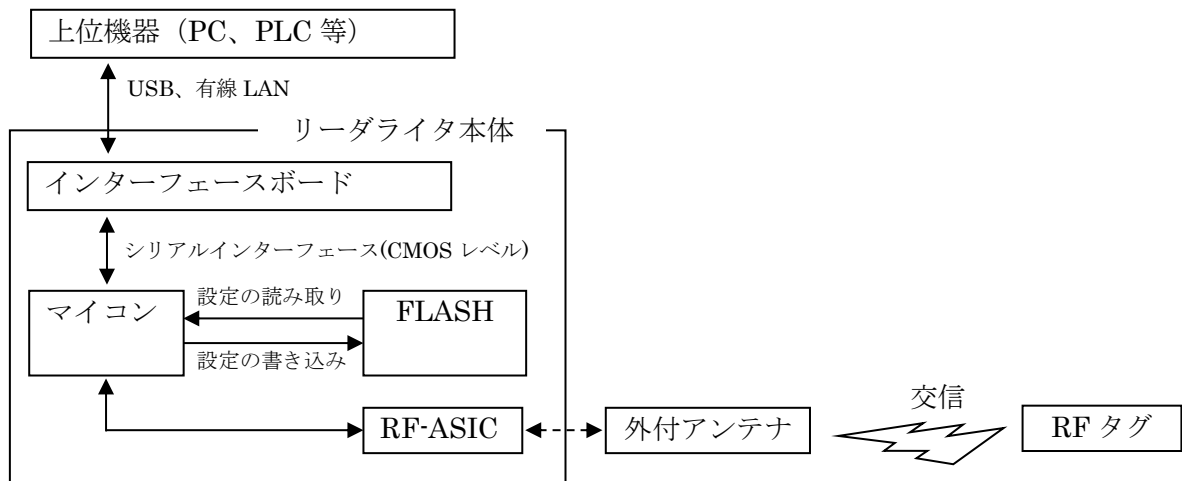 上位機器（PC、PLC 等）
USB、有線 LAN
リーダライタ本体
インターフェースボード
シリアルインターフェース(CMOS レベル)
マイコン
設定の読み取り
FLASH
設定の書き込み
RF-ASIC
外付アンテナ
交信
RF タグ